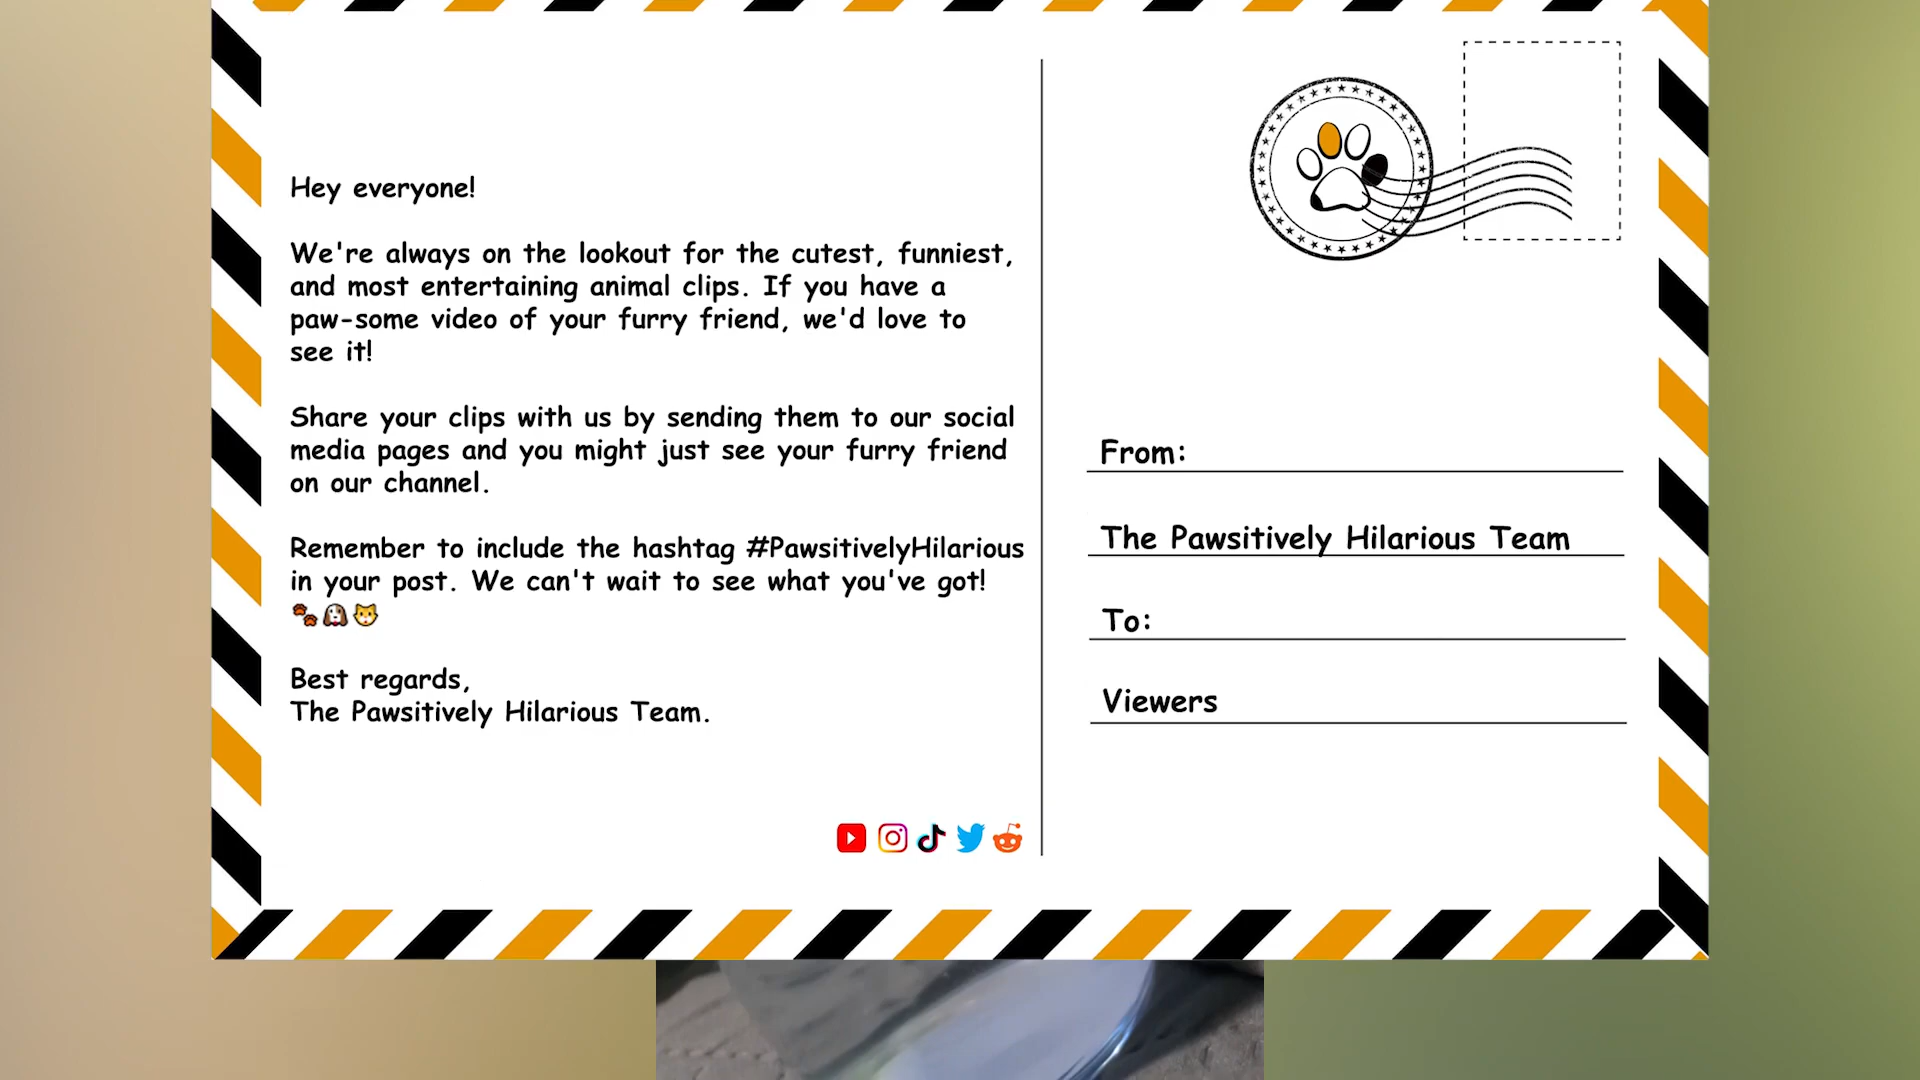 Hey everyone!
We're always on the lookout for the cutest, funniest,
and most entertaining animal clips. If you have a
paw-some video of your furry friend, we'd love to
see it!
Share your clips with us by sending them to our social
media pages and you might just see your furry friend
on our channel.
Remember to include the hashtag #PawsitivelyHilarious
in your post. We can't wait to see what you've got!
🐾🐶🐱
Best regards,
The Pawsitively Hilarious Team.
From:
The Pawsitively Hilarious Team
To:
Viewers